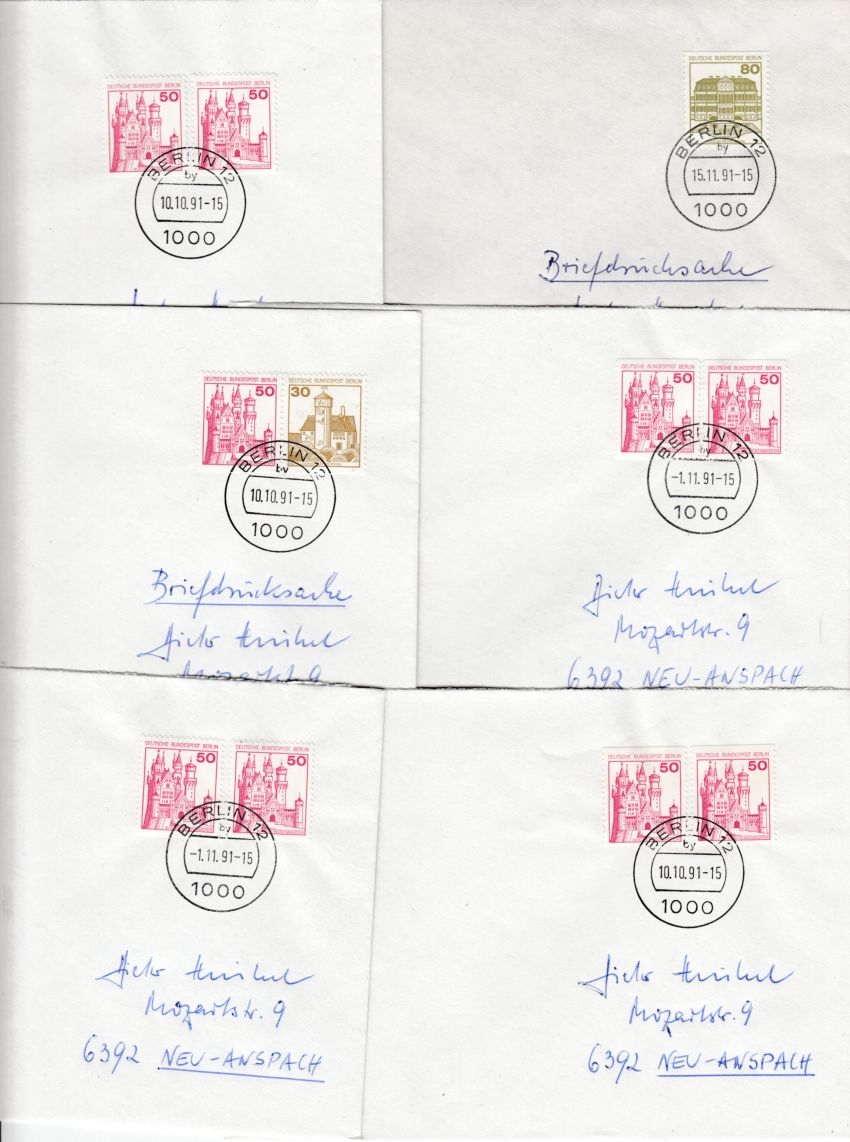 DEUTSCHE BUNDESPOST BERLIN
50
DEUTSCHE BUNDESPOST BERLIN
50
BERLIN 12
by
10.10.91-15
1000
DEUTSCHE BUNDESPOST BERLIN
80
BERLIN 12
by
15.11.91-15
1000
Briefdrucksache
DEUTSCHE BUNDESPOST BERLIN
50
DEUTSCHE BUNDESPOST BERLIN
30
BERLIN 12
by
10.10.91-15
1000
Briefdrucksache
DEUTSCHE BUNDESPOST BERLIN
50
DEUTSCHE BUNDESPOST BERLIN
50
BERLIN 12
by
-1.11.91-15
1000
Mozartstr. 9
6392 NEU-ANSPACH
DEUTSCHE BUNDESPOST BERLIN
50
DEUTSCHE BUNDESPOST BERLIN
50
BERLIN 12
by
-1.11.91-15
1000
Mozartstr. 9
6392 NEU-ANSPACH
DEUTSCHE BUNDESPOST BERLIN
50
DEUTSCHE BUNDESPOST BERLIN
50
BERLIN 12
by
10.10.91-15
1000
Mozartstr. 9
6392 NEU-ANSPACH